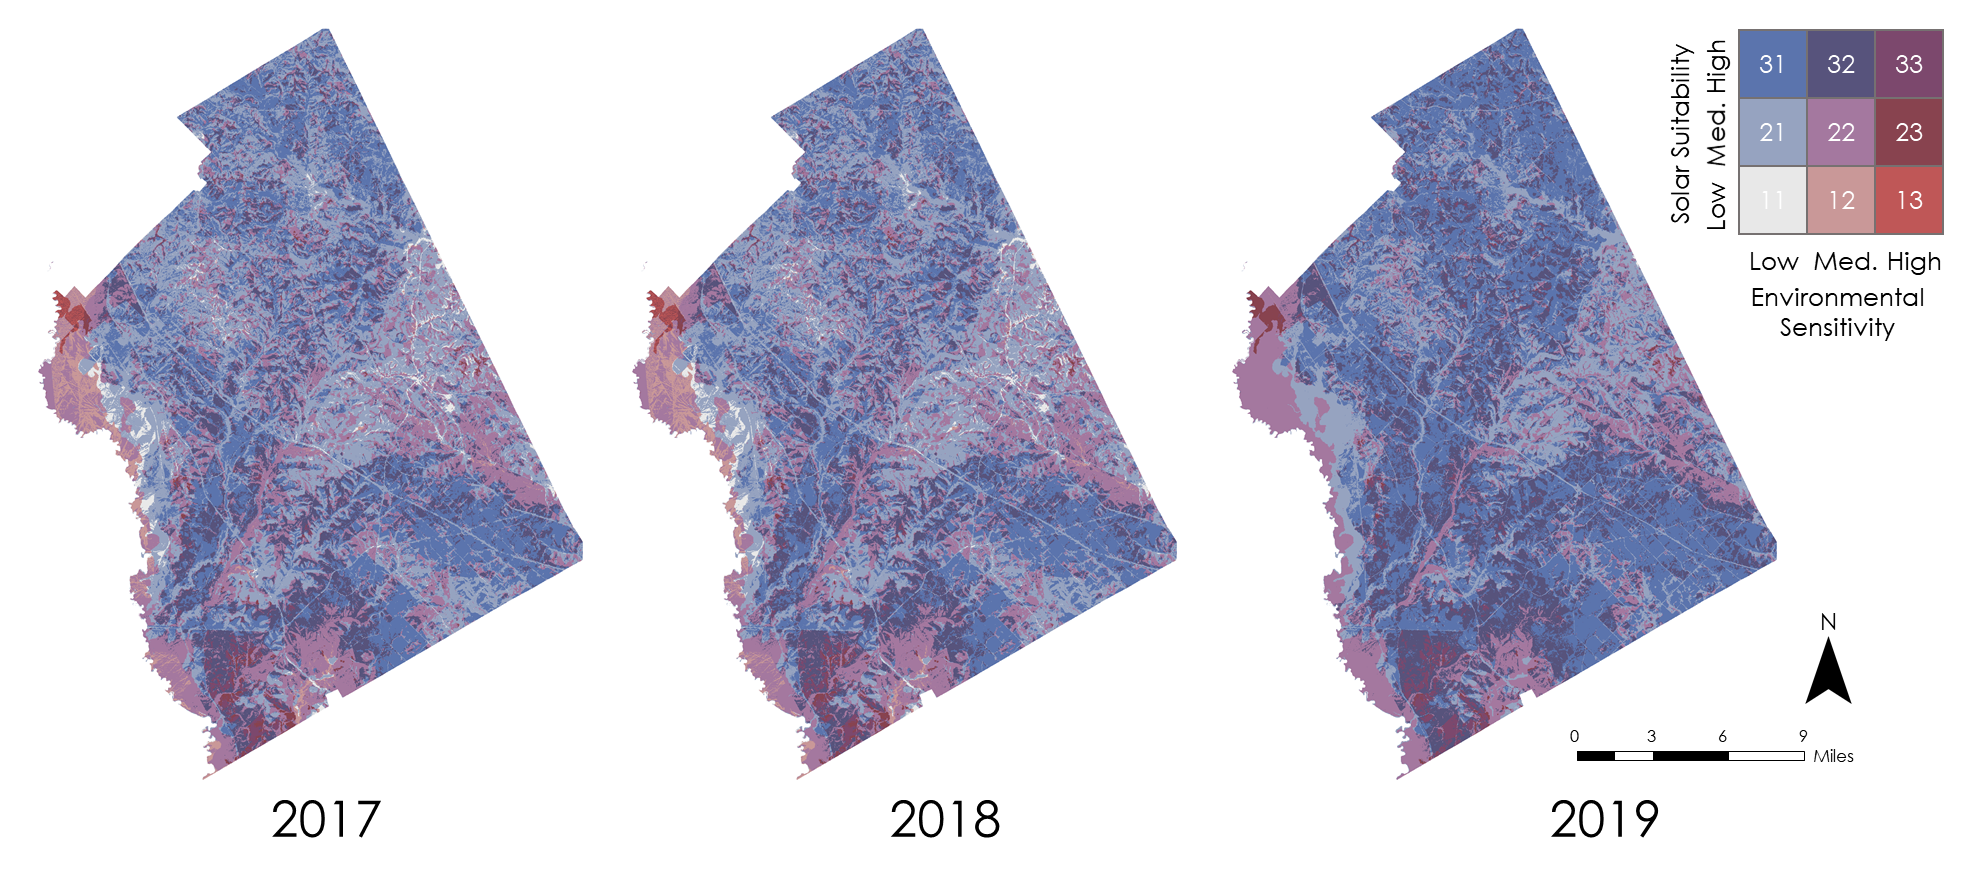 Solar Suitability
Low Med. High
31 32 33
21 22 23
11 12 13
Low Med. High
Environmental
Sensitivity
N
0 3 6 9
Miles
2017 2018 2019